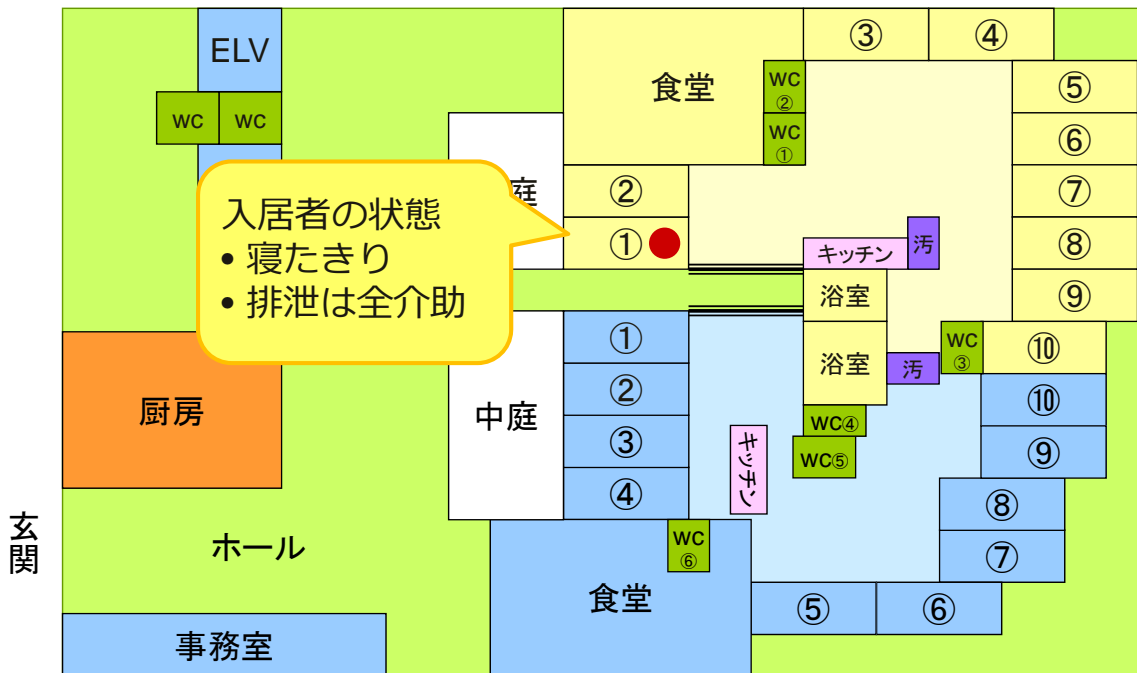 ELV
WC
WC
食堂
③
④
WC
②
WC
①
⑤
⑥
⑦
⑧
⑨
⑩
庭
②
①
入居者の状態
• 寝たきり
• 排泄は全介助
キッチン
汚
浴室
浴室
汚
WC
③
厨房
中庭
①
②
③
④
WC④
WC⑤
キッチン
⑩
⑨
⑧
⑦
玄関
ホール
WC
⑥
食堂
⑤
⑥
事務室